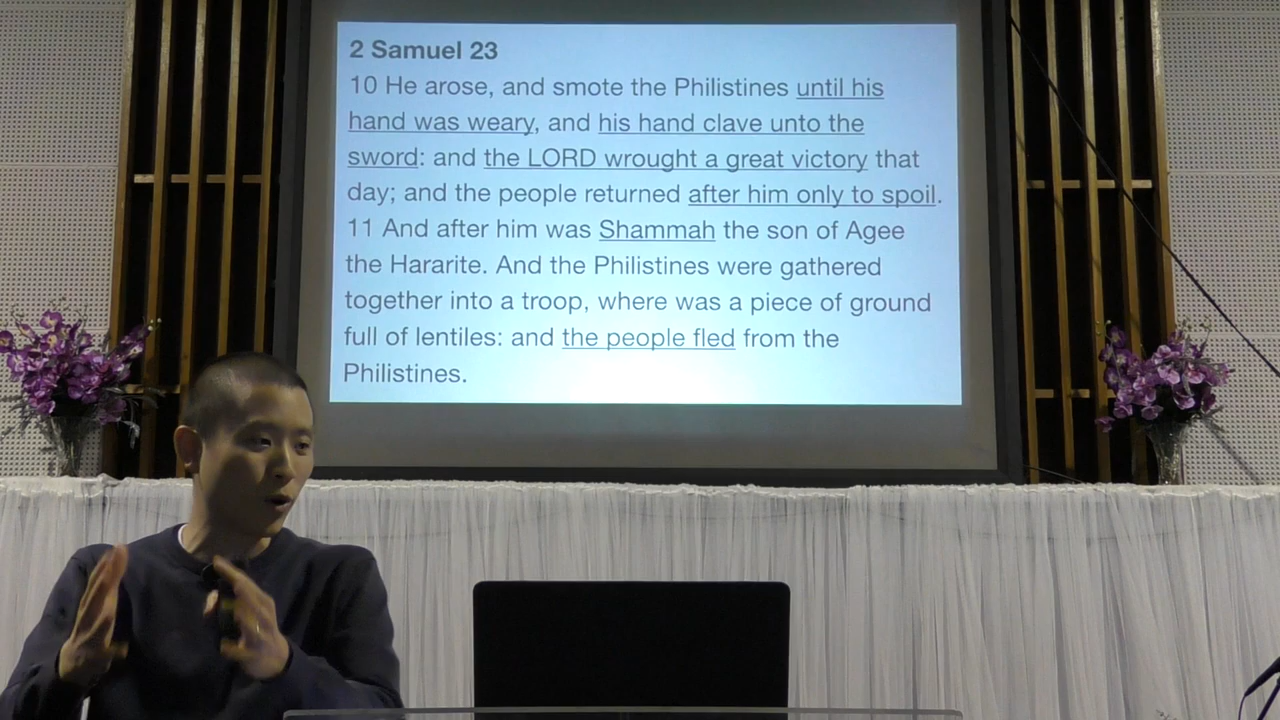 2 Samuel 23
10 He arose, and smote the Philistines until his
hand was weary, and his hand clave unto the
sword: and the LORD wrought a great victory that
day; and the people returned after him only to spoil.
11 And after him was Shammah the son of Agee
the Hararite. And the Philistines were gathered
together into a troop, where was a piece of ground
full of lentiles: and the people fled from the
Philistines.